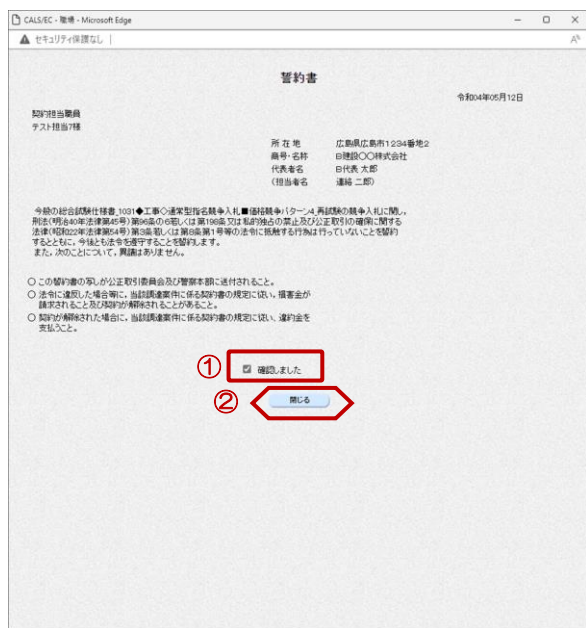 CALS/EC - 職場 - Microsoft Edge
セキュリティ保護なし
誓約書
令和04年05月12日
契約担当職員
テスト担当7様
所在地 広島県広島市1234番地2
商号・名称 B建設〇〇株式会社
代表者名 B代表 太郎
(担当者名 連絡 二郎)
今般の総合試験仕様書_1031◆工事◇通常型指名競争入札■価格競争パターン4_再試験の競争入札に関し、
刑法(明治40年法律第45号)第96条の6若しくは第198条又は私的独占の禁止及び公正取引の確保に関する
法律(昭和22年法律第54号)第3条若しくは第8条第1号等の法令に抵触する行為は行っていないことを誓約
するとともに、今後とも法令を遵守することを誓約します。
また、次のことについて、異議はありません。
〇 この誓約書の写しが公正取引委員会及び警察本部に送付されること。
〇 法令に違反した場合等に、当該調達案件に係る契約書の規定に従い、損害金が
請求されること及び契約が解除されることがあること。
〇 契約が解除された場合に、当該調達案件に係る契約書の規定に従い、違約金を
支払うこと。
① 確認しました
② 閉じる